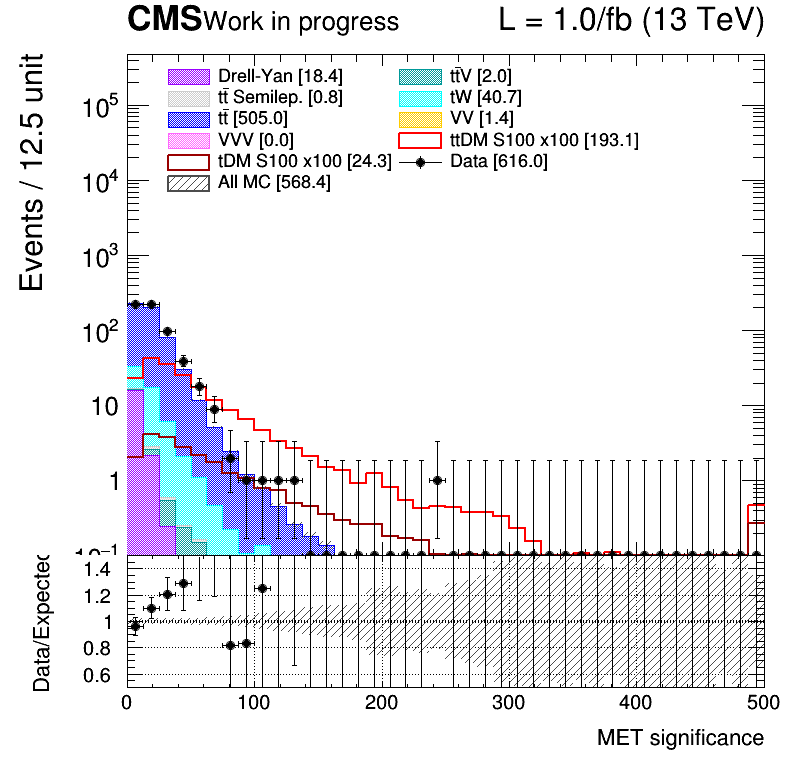 CMS Work in progress L = 1.0/fb (13 TeV)
Drell-Yan [18.4] tt̄V [2.0]
tt̄ Semilep. [0.8] tW [40.7]
tt̄ [505.0] VV [1.4]
VVV [0.0] ttDM S100 x100 [193.1]
tDM S100 x100 [24.3] Data [616.0]
All MC [568.4]
Events / 12.5 unit
10⁵
10⁴
10³
10²
10
1
Data/Expected
1.4
1.2
1
0.8
0.6
0 100 200 300 400 500
MET significance